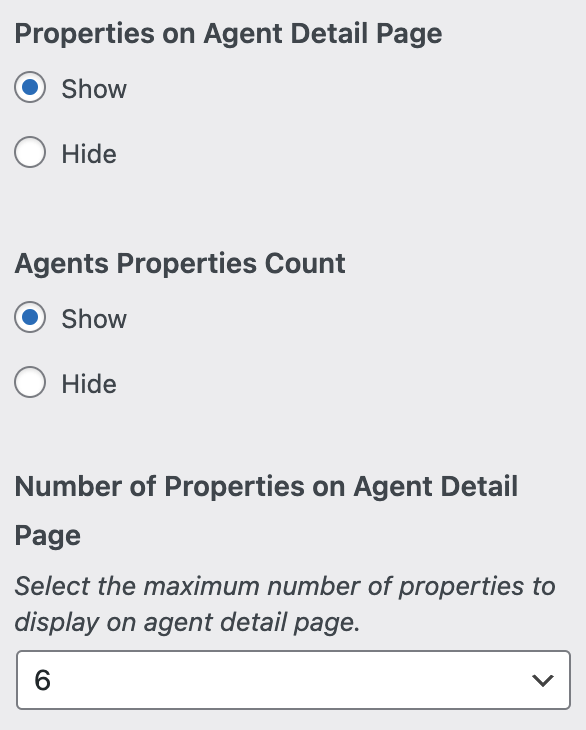 Properties on Agent Detail Page
Show
Hide
Agents Properties Count
Show
Hide
Number of Properties on Agent Detail
Page
Select the maximum number of properties to
display on agent detail page.
6